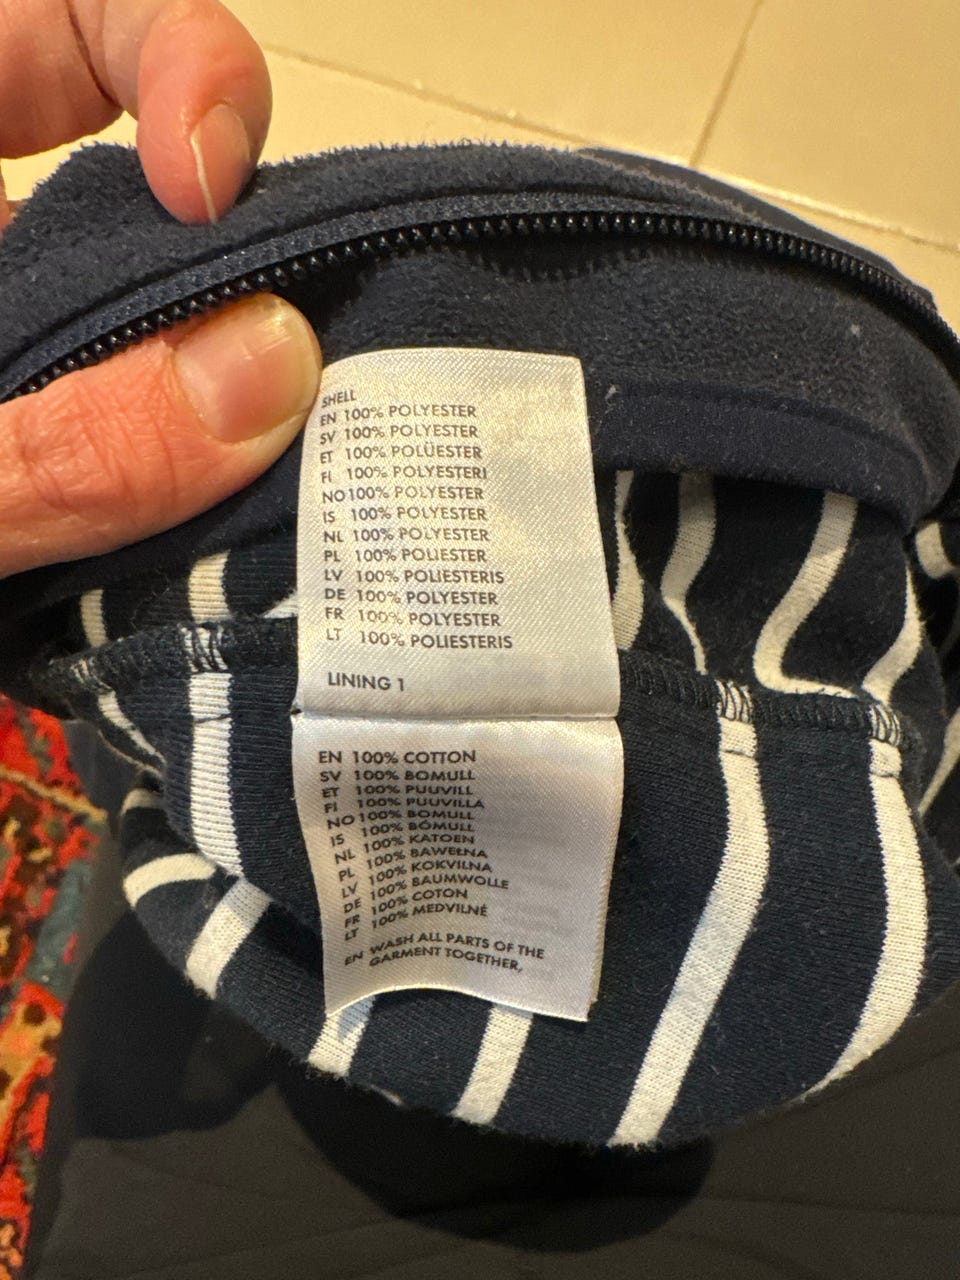 SHELL
EN 100% POLYESTER
SV 100% POLYESTER
ET 100% POLÜESTER
FI 100% POLYESTERI
NO 100% POLYESTER
IS 100% POLYESTER
NL 100% POLYESTER
PL 100% POLIESTER
LV 100% POLIESTERIS
DE 100% POLYESTER
FR 100% POLYESTER
LT 100% POLIESTERIS
LINING 1
EN 100% COTTON
SV 100% BOMULL
ET 100% PUUVILL
FI 100% PUUVILLA
NO 100% BOMULL
IS 100% BÓMULL
NL 100% KATOEN
PL 100% BAWEŁNA
LV 100% KOKVILNA
DE 100% BAUMWOLLE
FR 100% COTON
LT 100% MEDVILNĖ
EN WASH ALL PARTS OF THE
GARMENT TOGETHER,